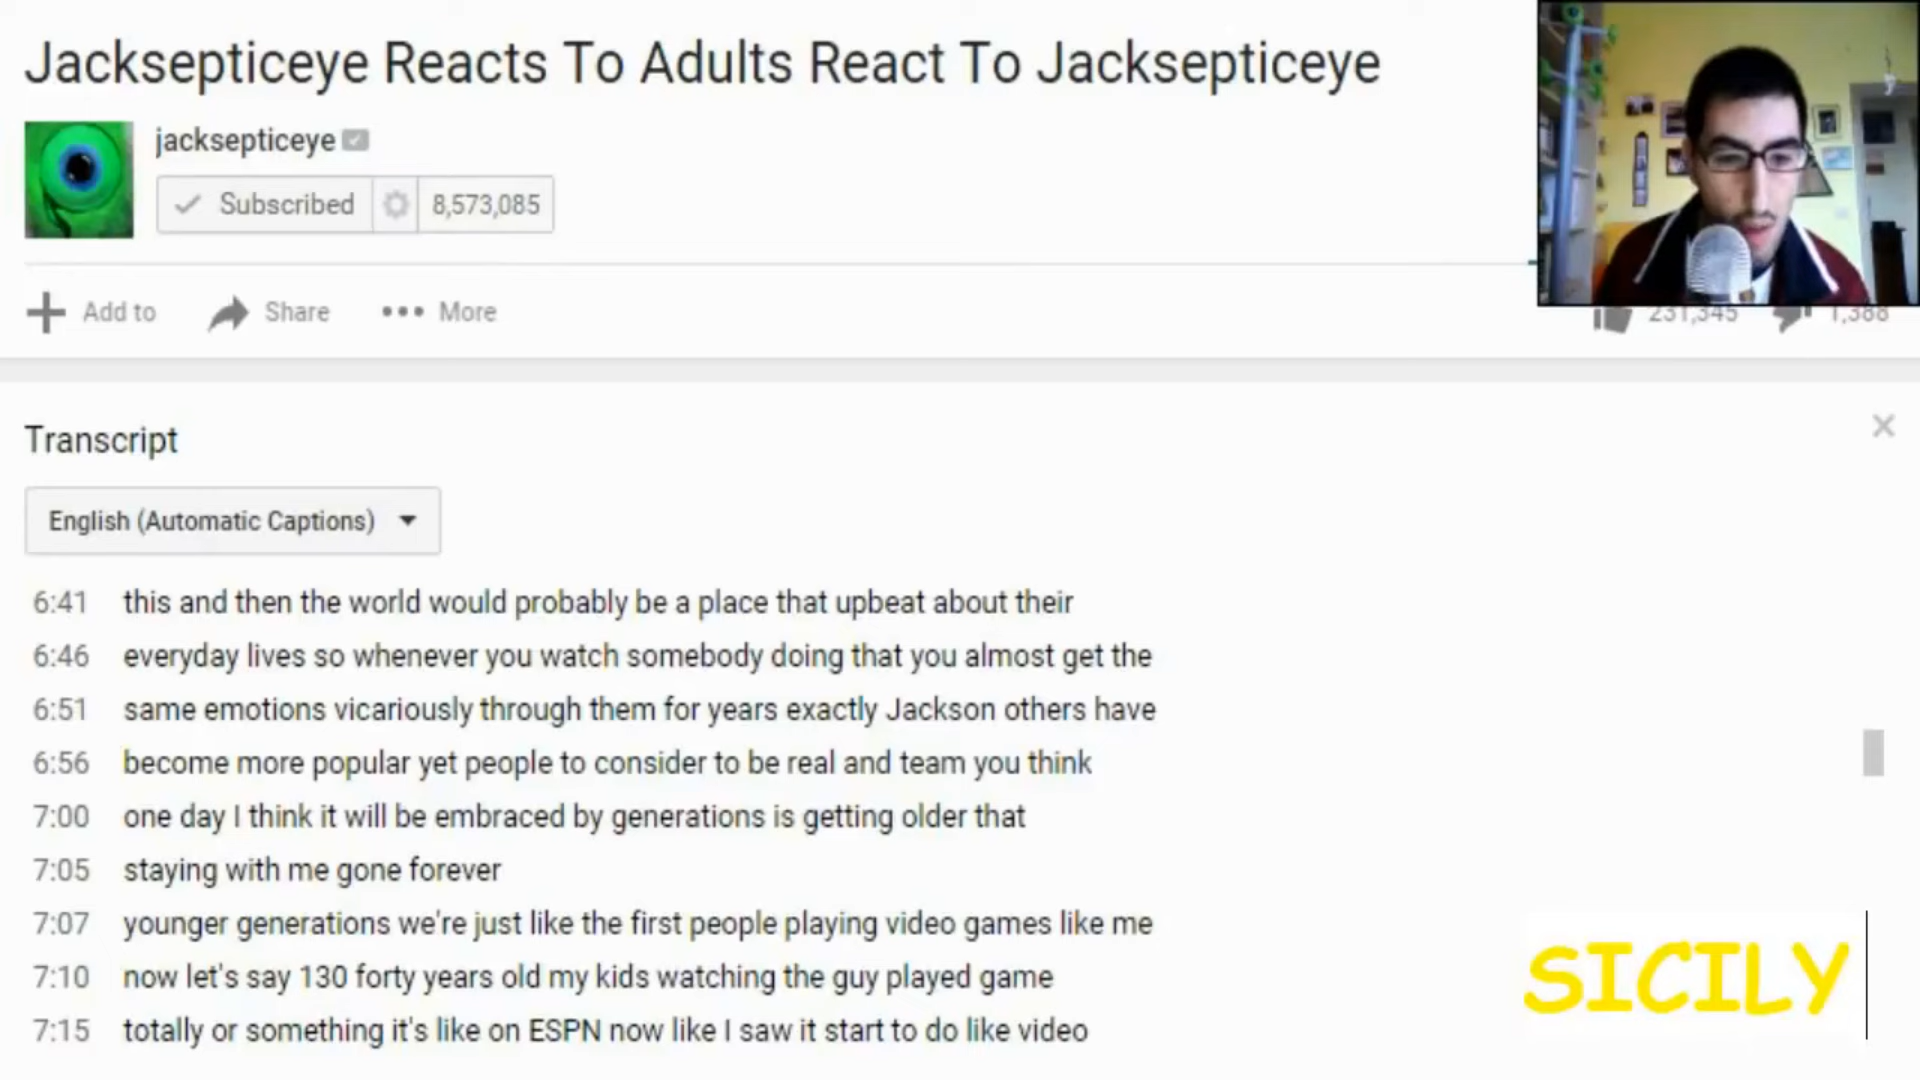 Jacksepticeye Reacts To Adults React To Jacksepticeye
jacksepticeye
Subscribed 8,573,085
Add to Share More 231,345 1,388
Transcript
English (Automatic Captions)
6:41 this and then the world would probably be a place that upbeat about their
6:46 everyday lives so whenever you watch somebody doing that you almost get the
6:51 same emotions vicariously through them for years exactly Jackson others have
6:56 become more popular yet people to consider to be real and team you think
7:00 one day I think it will be embraced by generations is getting older that
7:05 staying with me gone forever
7:07 younger generations we're just like the first people playing video games like me
7:10 now let's say 130 forty years old my kids watching the guy played game
7:15 totally or something it's like on ESPN now like I saw it start to do like video
SICILY